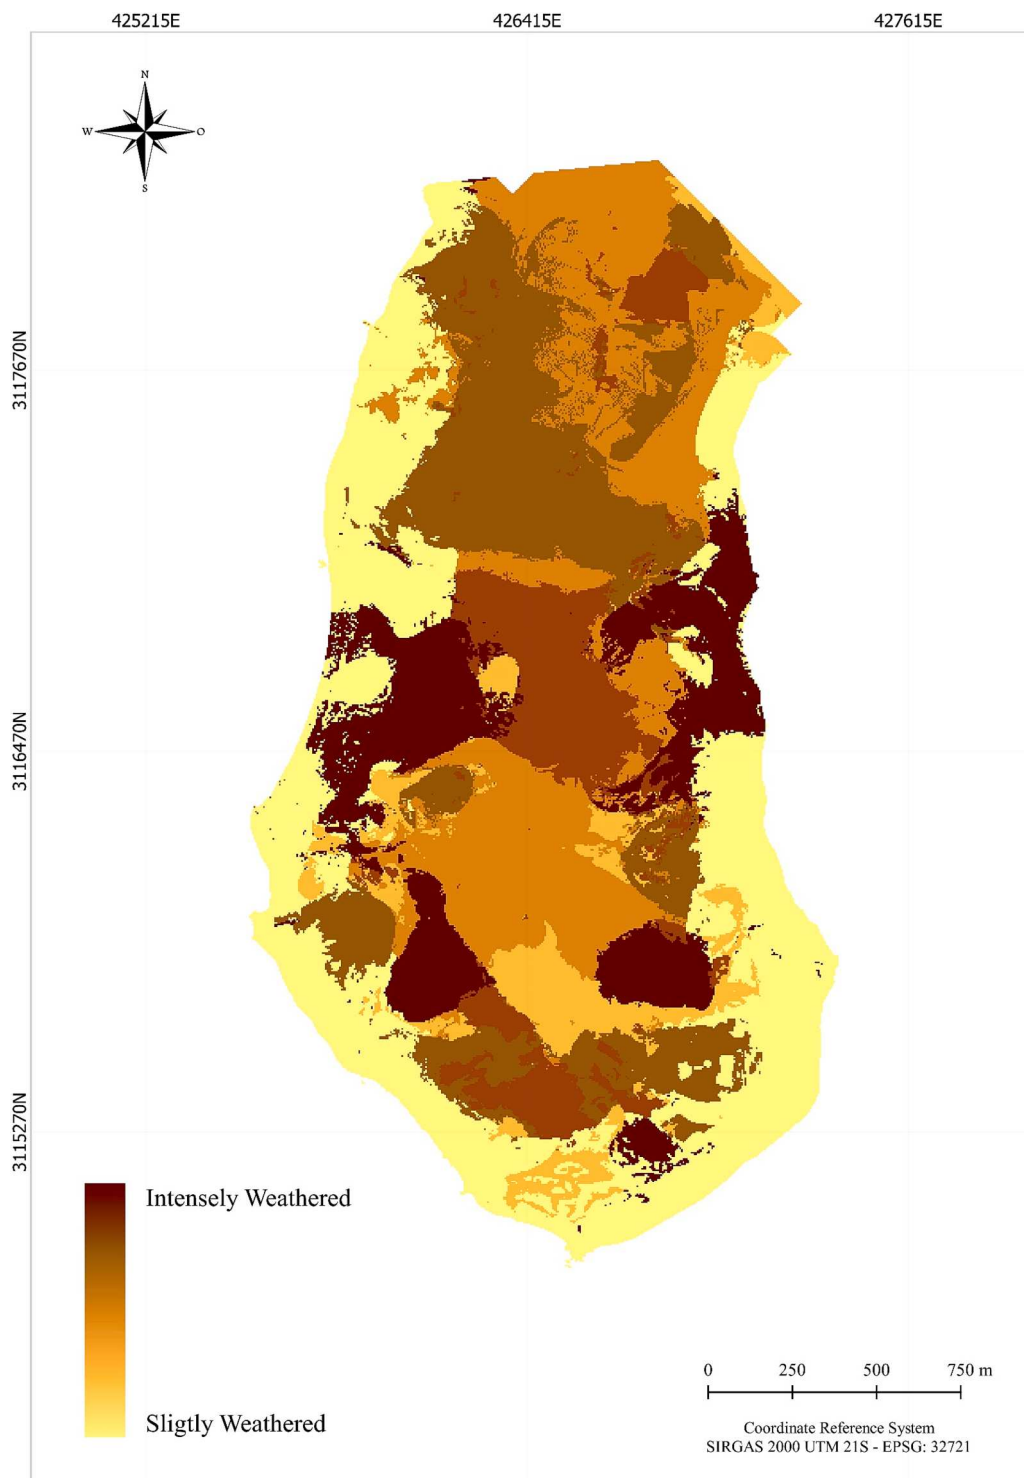 425215E 426415E 427615E
N
W O
S
3117670N
3116470N
3115270N
Intensely Weathered
Sligtly Weathered
0 250 500 750 m
Coordinate Reference System
SIRGAS 2000 UTM 21S - EPSG: 32721